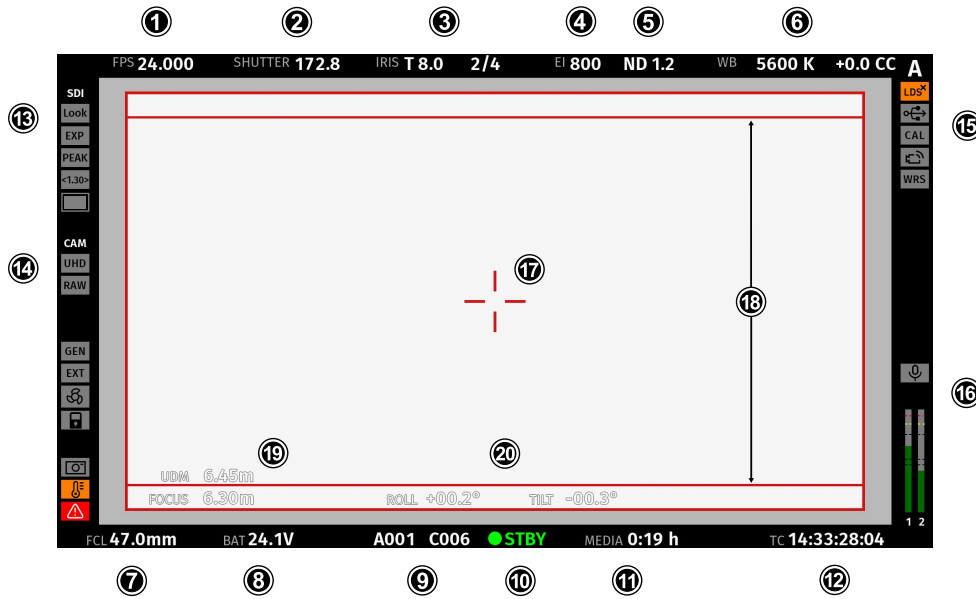 1 2 3 4 5 6
FPS 24.000 SHUTTER 172.8 IRIS T 8.0 2/4 EI 800 ND 1.2 WB 5600 K +0.0 CC A
SDI LDS×
13 Look 15
EXP CAL
PEAK
<1.30> WRS
CAM
14 UHD 17
RAW
18
GEN
EXT
16
19 20
UDM 6.45m
FOCUS 6.30m ROLL +00.2° TILT -00.3°
1 2
FCL 47.0mm BAT 24.1V A001 C006 STBY MEDIA 0:19 h TC 14:33:28:04
7 8 9 10 11 12